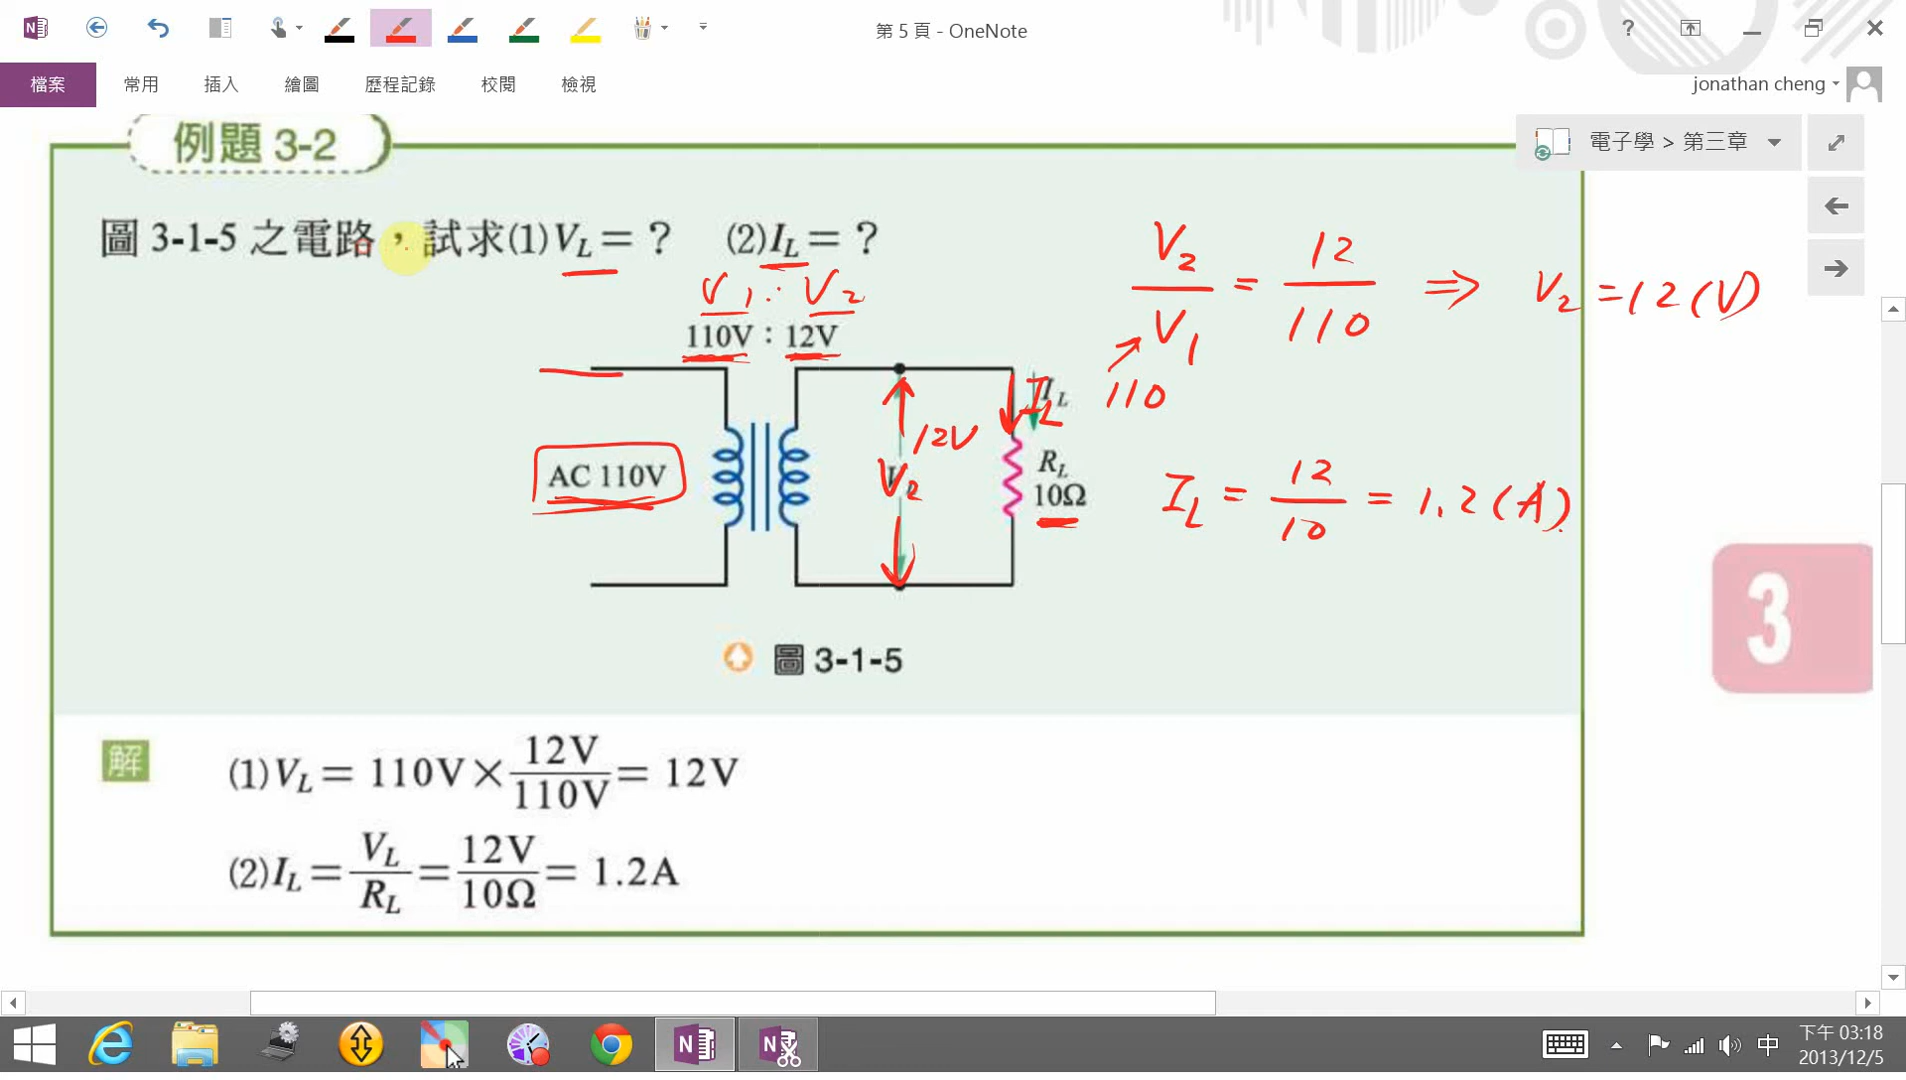 第 5 頁 - OneNote
?
檔案 常用 插入 繪圖 歷程記錄 校閱 檢視
jonathan cheng
電子學 > 第三章
例題 3-2
圖 3-1-5 之電路，試求(1)V_L＝？ (2)I_L＝？
V₁ : V₂
110V：12V
V₂/V₁ = 12/110 ⇒ V₂ = 12 (V)
110
I_L
I_L
12V
AC 110V
V₂
R_L
10Ω
I_L = 12/10 = 1.2 (A)
3
圖 3-1-5
解
(1)V_L＝110V×12V/110V＝12V
(2)I_L＝V_L/R_L＝12V/10Ω＝1.2A
中
下午 03:18
2013/12/5